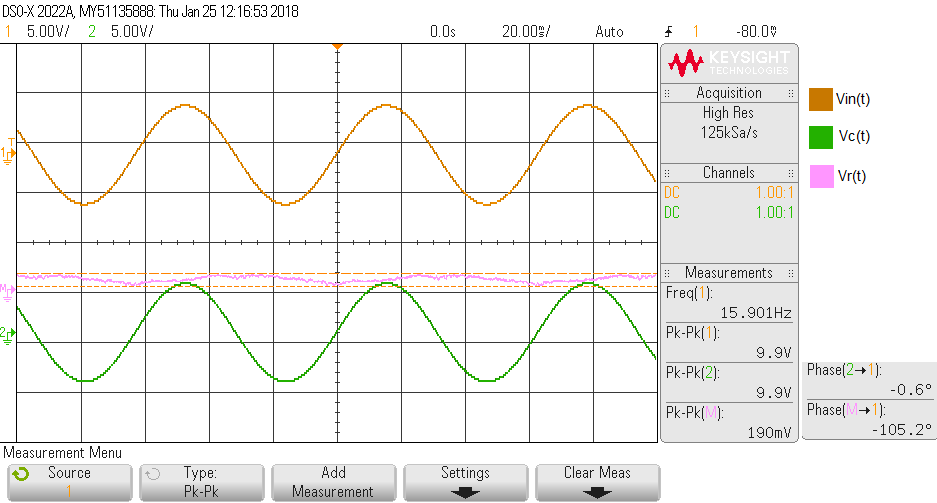 DSO-X 2022A, MY51135888: Thu Jan 25 12:16:53 2018
1 5.00V/ 2 5.00V/ 0.0s 20.00ms/ Auto 1 -80.0mV
KEYSIGHT
TECHNOLOGIES
Acquisition
High Res
125kSa/s
Channels
DC 1.00:1
DC 1.00:1
Measurements
Freq(1):
15.901Hz
Pk-Pk(1):
9.9V
Pk-Pk(2):
9.9V
Pk-Pk(M):
190mV
Vin(t)
Vc(t)
Vr(t)
Phase(2→1):
-0.6°
Phase(M→1):
-105.2°
T
1
M
2
Measurement Menu
Source
1
Type:
Pk-Pk
Add
Measurement
Settings
Clear Meas